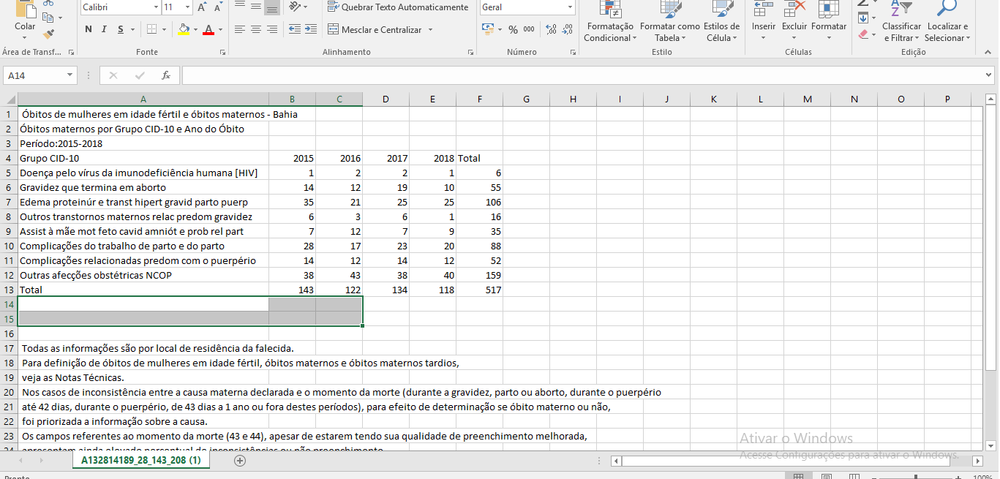 Calibri 11 A A Quebrar Texto Automaticamente Geral
Colar N I S A Mesclar e Centralizar % 000 Formatação Condicional Formatar como Tabela Estilos de Célula Inserir Excluir Formatar Classificar e Filtrar Localizar e Selecionar
Área de Transf... Fonte Alinhamento Número Estilo Células Edição
A14 fx
A B C D E F G H I J K L M N O P
1 Óbitos de mulheres em idade fértil e óbitos maternos - Bahia
2 Óbitos maternos por Grupo CID-10 e Ano do Óbito
3 Período:2015-2018
4 Grupo CID-10 2015 2016 2017 2018 Total
5 Doença pelo vírus da imunodeficiência humana [HIV] 1 2 2 1 6
6 Gravidez que termina em aborto 14 12 19 10 55
7 Edema proteinúr e transt hipert gravid parto puerp 35 21 25 25 106
8 Outros transtornos maternos relac predom gravidez 6 3 6 1 16
9 Assist à mãe mot feto cavid amniót e prob rel part 7 12 7 9 35
10 Complicações do trabalho de parto e do parto 28 17 23 20 88
11 Complicações relacionadas predom com o puerpério 14 12 14 12 52
12 Outras afecções obstétricas NCOP 38 43 38 40 159
13 Total 143 122 134 118 517
14
15
16
17 Todas as informações são por local de residência da falecida.
18 Para definição de óbitos de mulheres em idade fértil, óbitos maternos e óbitos maternos tardios,
19 veja as Notas Técnicas.
20 Nos casos de inconsistência entre a causa materna declarada e o momento da morte (durante a gravidez, parto ou aborto, durante o puerpério
21 até 42 dias, durante o puerpério, de 43 dias a 1 ano ou fora destes períodos), para efeito de determinação se óbito materno ou não,
22 foi priorizada a informação sobre a causa.
23 Os campos referentes ao momento da morte (43 e 44), apesar de estarem tendo sua qualidade de preenchimento melhorada,
24 apresentam ainda elevado percentual de inconsistências ou não preenchimento.
Ativar o Windows
Acesse Configurações para ativar o Windows.
A132814189_28_143_208 (1)
Pronto 100%